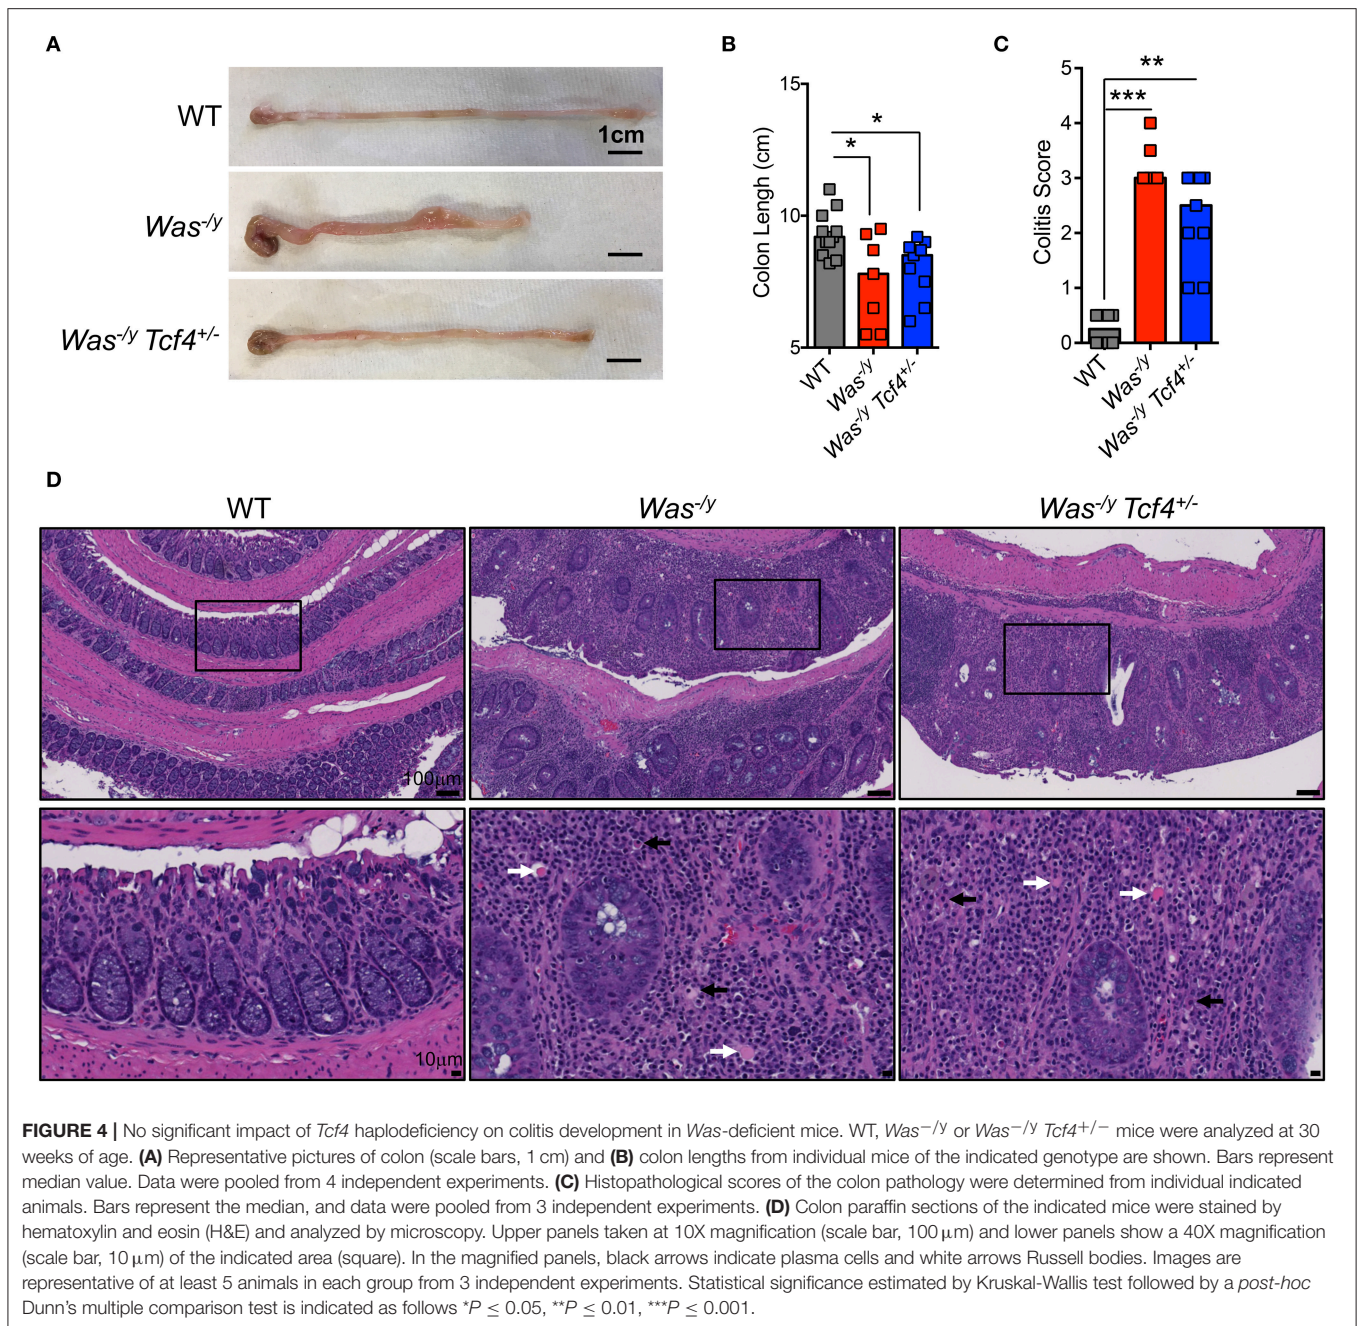 A
WT
1cm
Was-/y
Was-/y Tcf4+/-
B
15
10
5
Colon Lengh (cm)
*
*
WT
Was-/y
Was-/y Tcf4+/-
C
5
4
3
2
1
0
Colitis Score
**
***
WT
Was-/y
Was-/y Tcf4+/-
D
WT
Was-/y
Was-/y Tcf4+/-
100μm
10μm
FIGURE 4 | No significant impact of Tcf4 haplodeficiency on colitis development in Was-deficient mice. WT, Was−/y or Was−/y Tcf4+/− mice were analyzed at 30
weeks of age. (A) Representative pictures of colon (scale bars, 1 cm) and (B) colon lengths from individual mice of the indicated genotype are shown. Bars represent
median value. Data were pooled from 4 independent experiments. (C) Histopathological scores of the colon pathology were determined from individual indicated
animals. Bars represent the median, and data were pooled from 3 independent experiments. (D) Colon paraffin sections of the indicated mice were stained by
hematoxylin and eosin (H&E) and analyzed by microscopy. Upper panels taken at 10X magnification (scale bar, 100 μm) and lower panels show a 40X magnification
(scale bar, 10 μm) of the indicated area (square). In the magnified panels, black arrows indicate plasma cells and white arrows Russell bodies. Images are
representative of at least 5 animals in each group from 3 independent experiments. Statistical significance estimated by Kruskal-Wallis test followed by a post-hoc
Dunn's multiple comparison test is indicated as follows *P ≤ 0.05, **P ≤ 0.01, ***P ≤ 0.001.